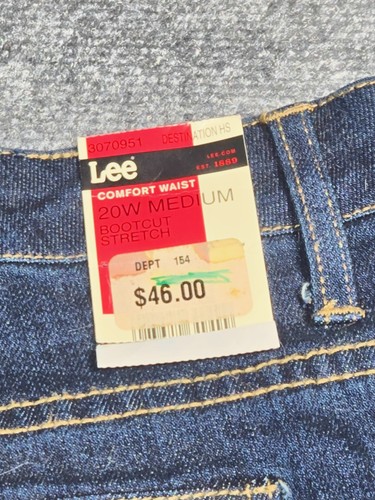 3070951 DESTINATION HS
Lee
LEE.COM
EST. 1889
COMFORT WAIST
20W MEDIUM
BOOTCUT
STRETCH
DEPT 154
$46.00